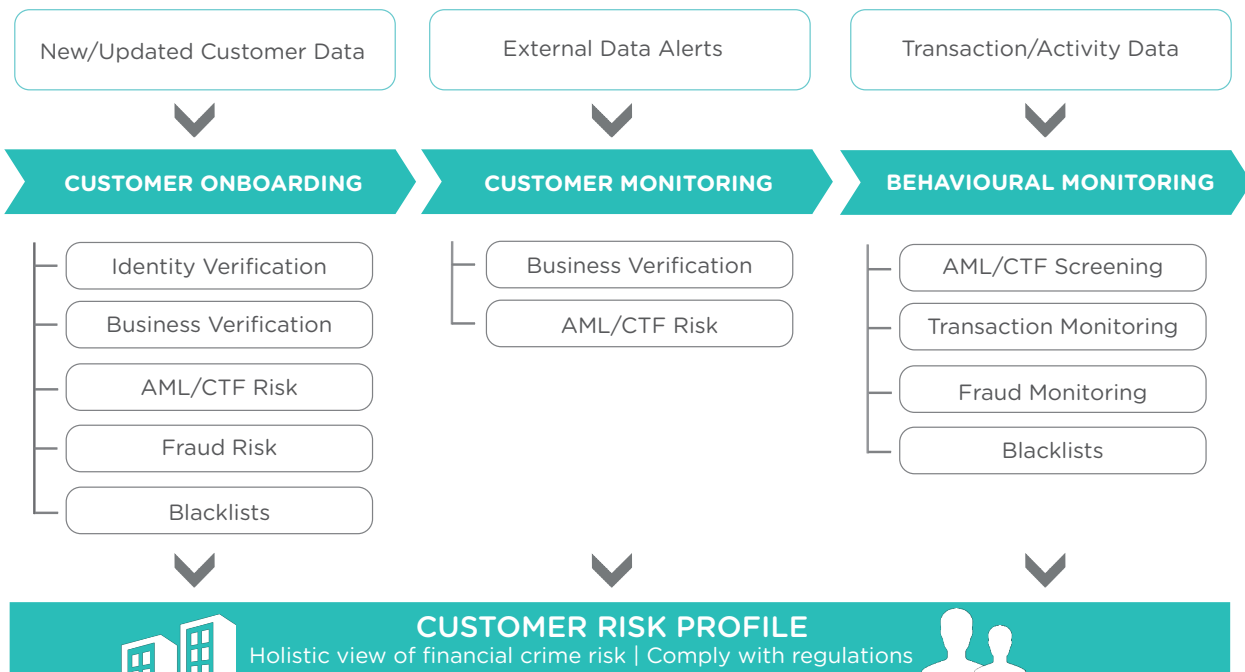 New/Updated Customer Data
External Data Alerts
Transaction/Activity Data
CUSTOMER ONBOARDING
CUSTOMER MONITORING
BEHAVIOURAL MONITORING
Identity Verification
Business Verification
AML/CTF Risk
Fraud Risk
Blacklists
Business Verification
AML/CTF Risk
AML/CTF Screening
Transaction Monitoring
Fraud Monitoring
Blacklists
CUSTOMER RISK PROFILE
Holistic view of financial crime risk | Comply with regulations